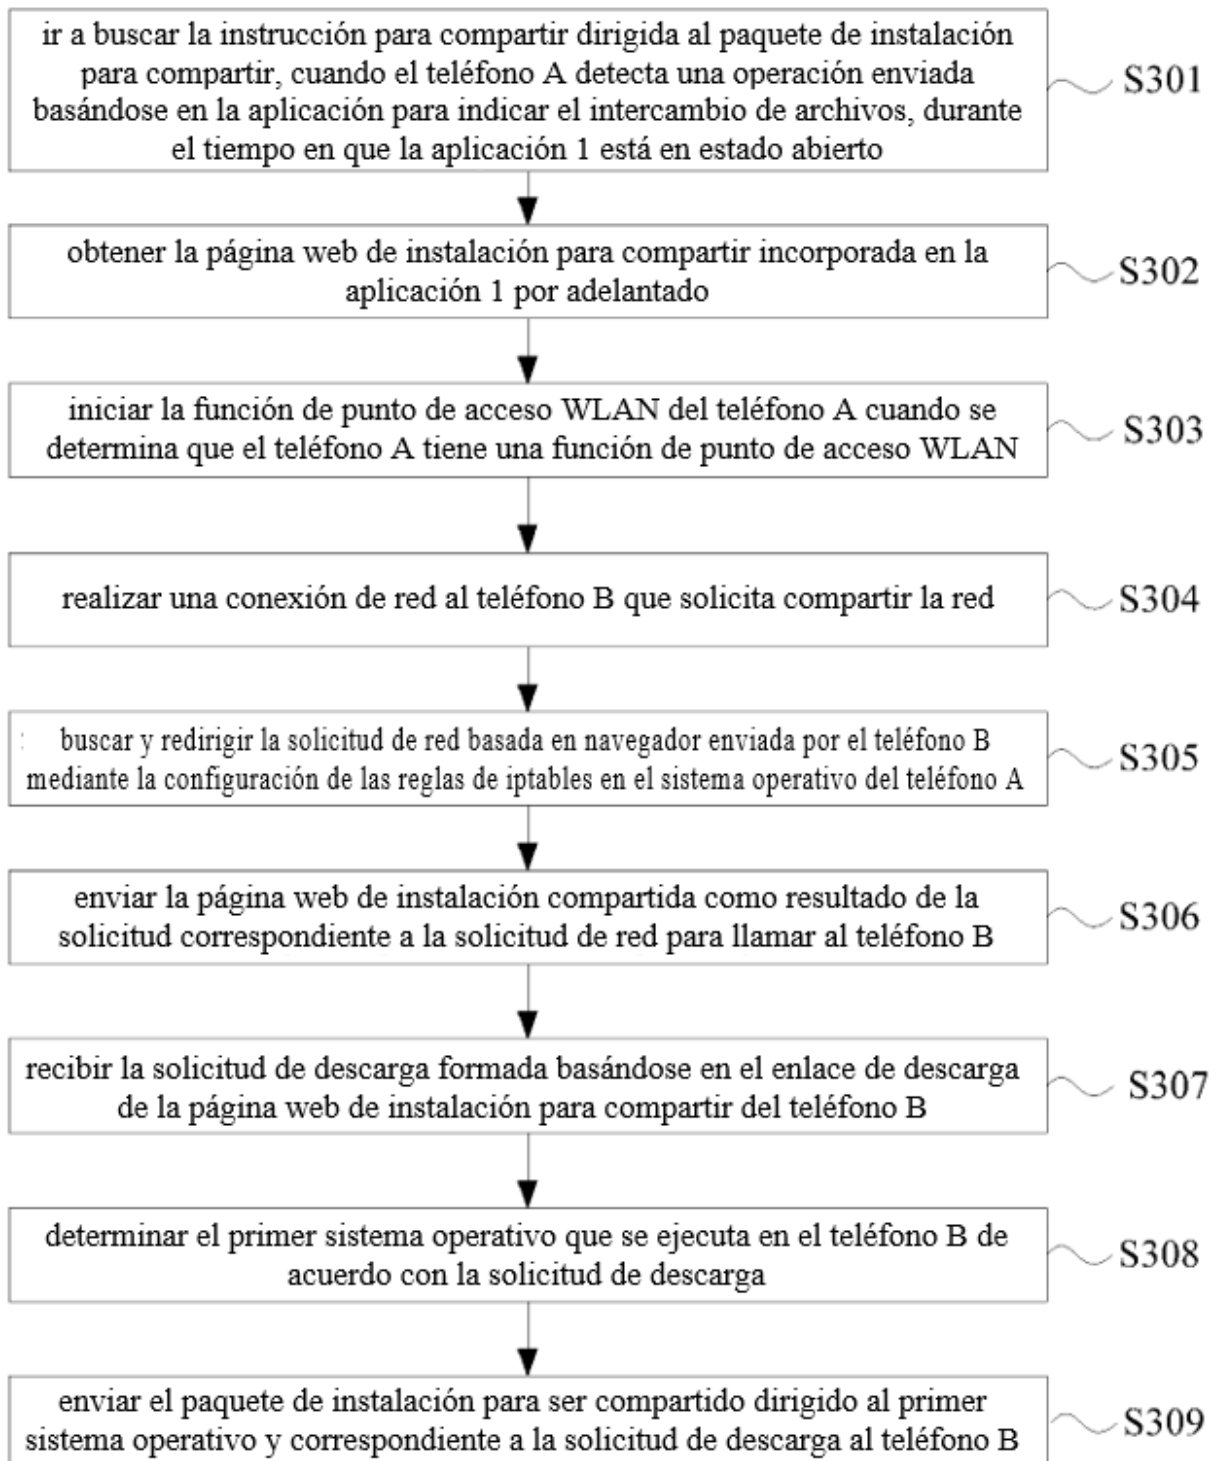 ir a buscar la instrucción para compartir dirigida al paquete de instalación
para compartir, cuando el teléfono A detecta una operación enviada
basándose en la aplicación para indicar el intercambio de archivos, durante
el tiempo en que la aplicación 1 está en estado abierto
S301
obtener la página web de instalación para compartir incorporada en la
aplicación 1 por adelantado
S302
iniciar la función de punto de acceso WLAN del teléfono A cuando se
determina que el teléfono A tiene una función de punto de acceso WLAN
S303
realizar una conexión de red al teléfono B que solicita compartir la red
S304
buscar y redirigir la solicitud de red basada en navegador enviada por el teléfono B
mediante la configuración de las reglas de iptables en el sistema operativo del teléfono A
S305
enviar la página web de instalación compartida como resultado de la
solicitud correspondiente a la solicitud de red para llamar al teléfono B
S306
recibir la solicitud de descarga formada basándose en el enlace de descarga
de la página web de instalación para compartir del teléfono B
S307
determinar el primer sistema operativo que se ejecuta en el teléfono B de
acuerdo con la solicitud de descarga
S308
enviar el paquete de instalación para ser compartido dirigido al primer
sistema operativo y correspondiente a la solicitud de descarga al teléfono B
S309